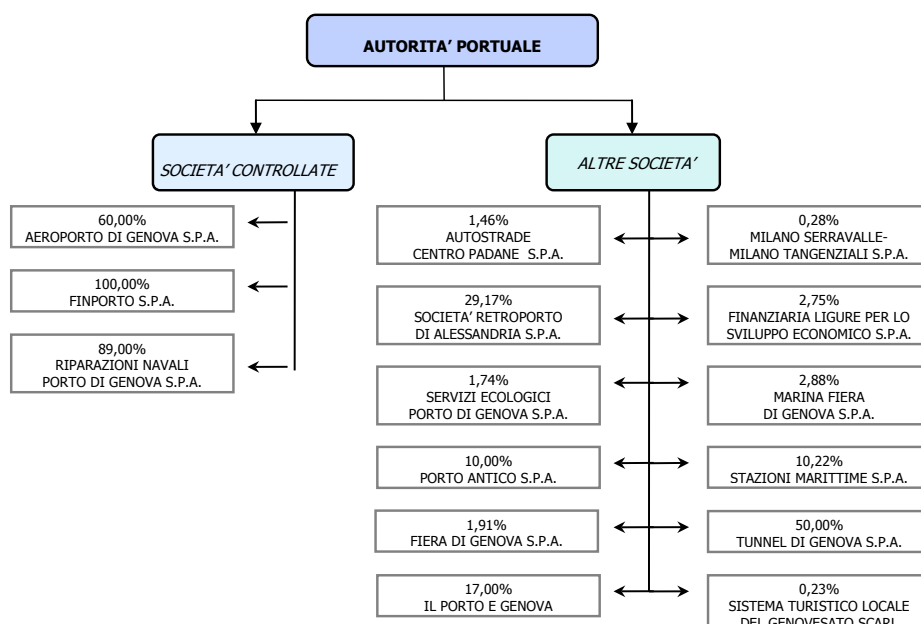 AUTORITA’ PORTUALE
SOCIETA’ CONTROLLATE
60,00%
AEROPORTO DI GENOVA S.P.A.
100,00%
FINPORTO S.P.A.
89,00%
RIPARAZIONI NAVALI
PORTO DI GENOVA S.P.A.
ALTRE SOCIETA’
1,46%
AUTOSTRADE
CENTRO PADANE S.P.A.
0,28%
MILANO SERRAVALLE-
MILANO TANGENZIALI S.P.A.
29,17%
SOCIETA’ RETROPORTO
DI ALESSANDRIA S.P.A.
2,75%
FINANZIARIA LIGURE PER LO
SVILUPPO ECONOMICO S.P.A.
1,74%
SERVIZI ECOLOGICI
PORTO DI GENOVA S.P.A.
2,88%
MARINA FIERA
DI GENOVA S.P.A.
10,00%
PORTO ANTICO S.P.A.
10,22%
STAZIONI MARITTIME S.P.A.
1,91%
FIERA DI GENOVA S.P.A.
50,00%
TUNNEL DI GENOVA S.P.A.
17,00%
IL PORTO E GENOVA
0,23%
SISTEMA TURISTICO LOCALE
DEL GENOVESATO SCARL